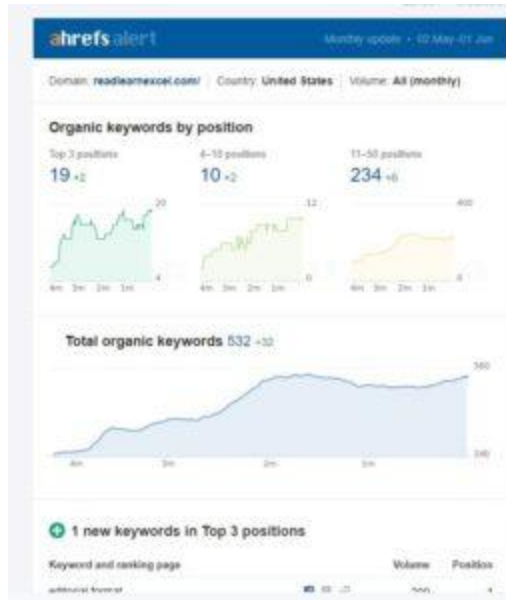 ahrefs alert
Monthly update • 02 May-01 Jun
Domain: readlearnexcel.com/ Country: United States Volume: All (monthly)
Organic keywords by position
Top 3 positions 4–10 positions 11–50 positions
19 +2 10 +2 234 +6
20 12 400
4 0 0
4m 3m 2m 1m 4m 3m 2m 1m 4m 3m 2m 1m
Total organic keywords 532 +32
560
4m 3m 2m 1m
1 new keywords in Top 3 positions
Keyword and ranking page Volume Position
editorial format